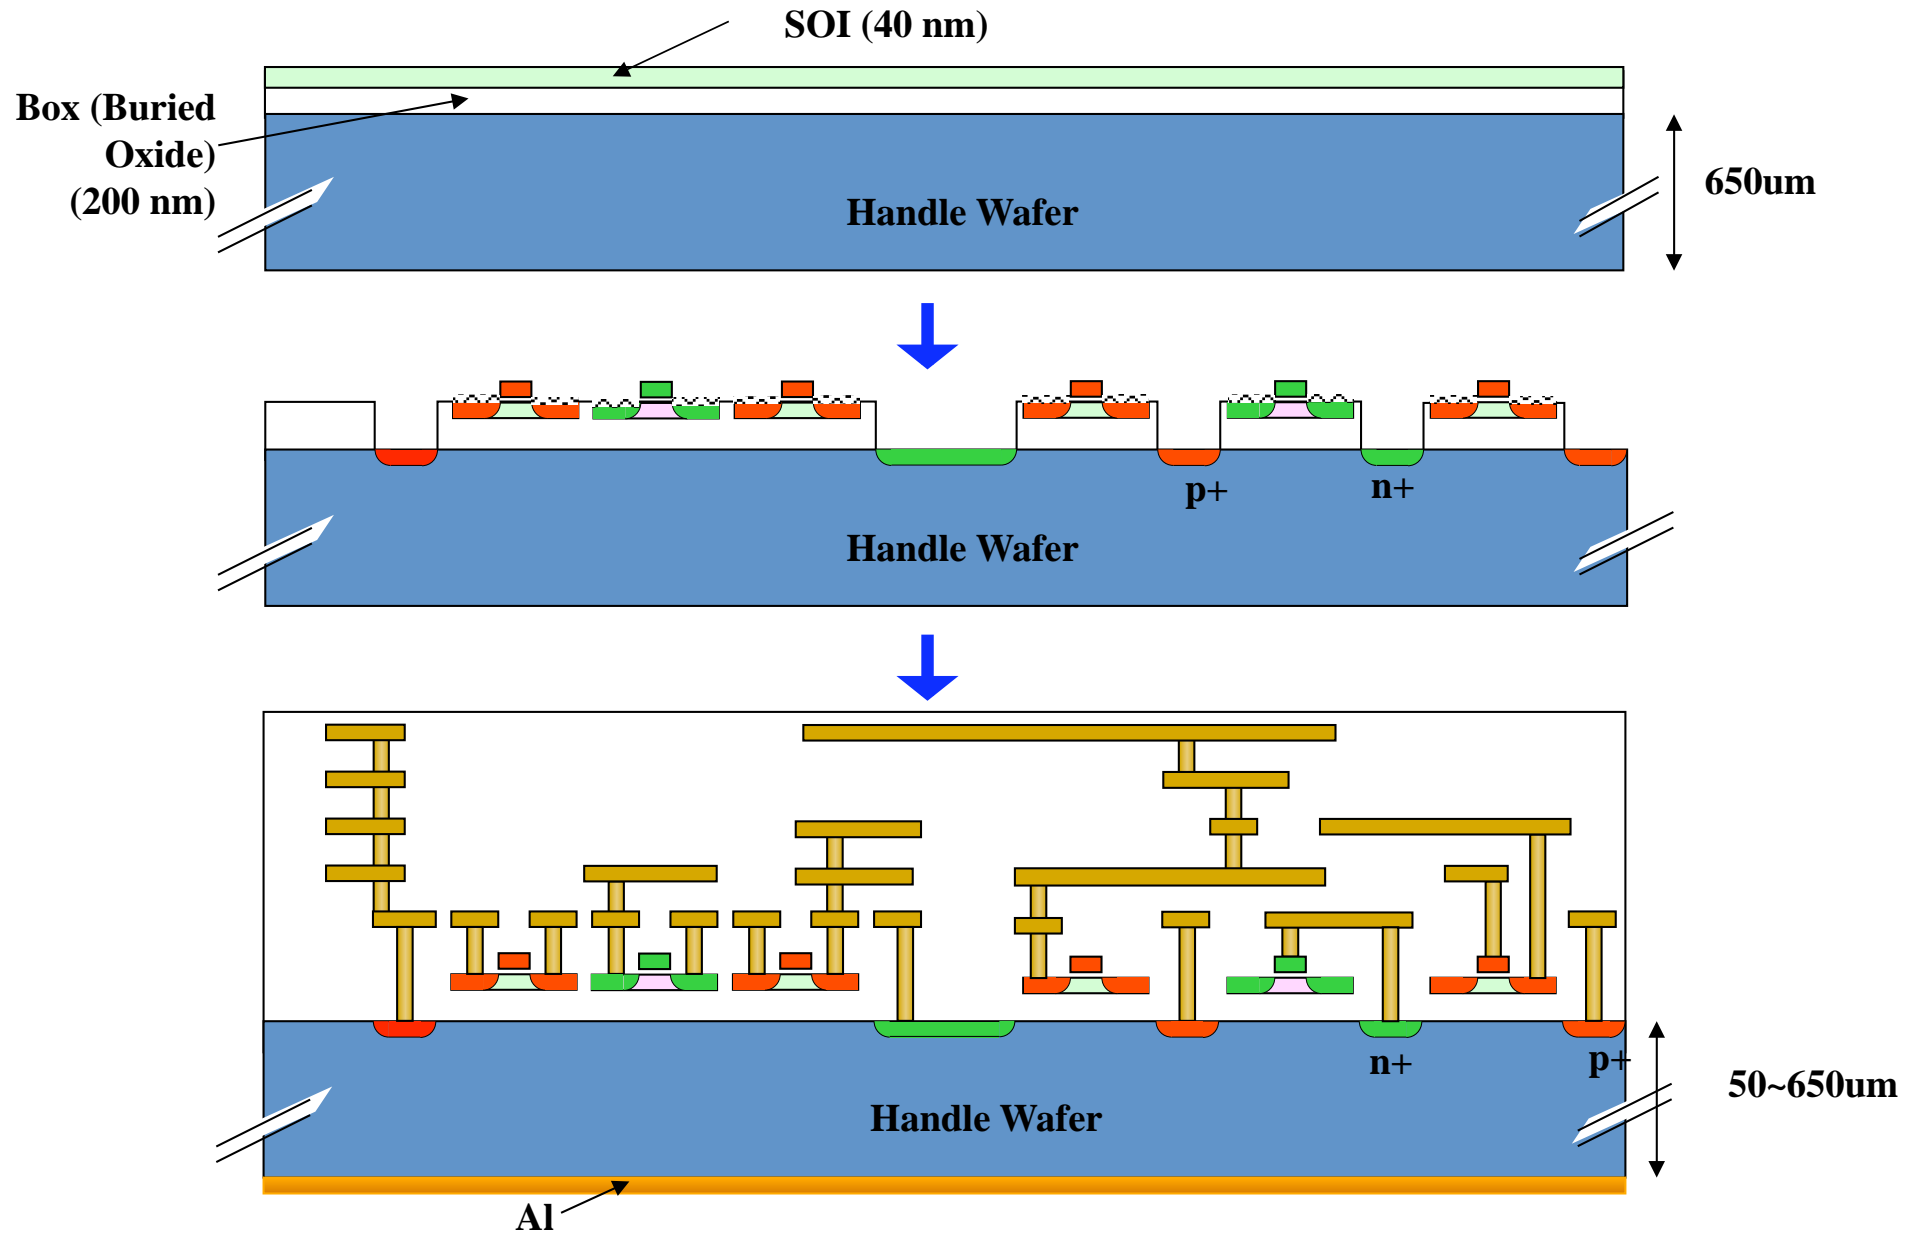 SOI (40 nm)
Box (Buried
Oxide)
(200 nm)
650um
Handle Wafer
p+
n+
Handle Wafer
n+
p+
50~650um
Handle Wafer
Al